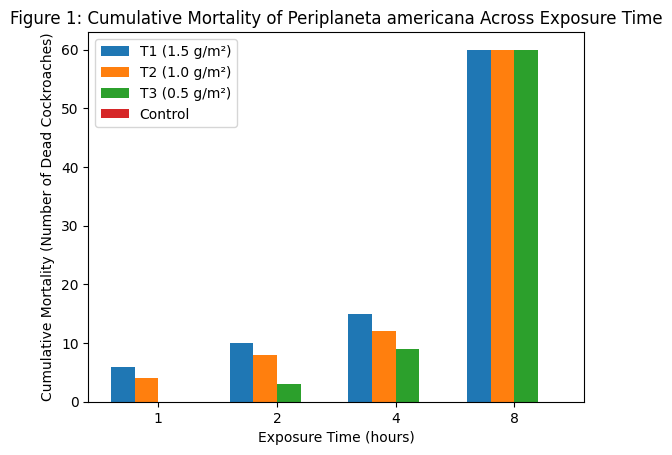 Figure 1: Cumulative Mortality of Periplaneta americana Across Exposure Time
Cumulative Mortality (Number of Dead Cockroaches)
60
50
40
30
20
10
0
T1 (1.5 g/m²)
T2 (1.0 g/m²)
T3 (0.5 g/m²)
Control
1 2 4 8
Exposure Time (hours)